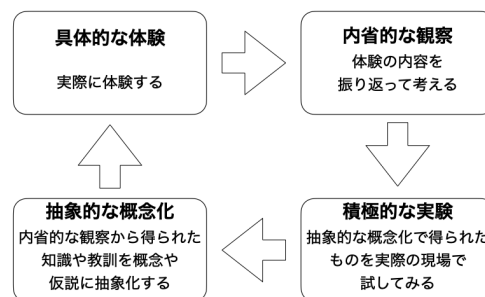 具体的な体験
実際に体験する
内省的な観察
体験の内容を
振り返って考える
積極的な実験
抽象的な概念化で得られた
ものを実際の現場で
試してみる
抽象的な概念化
内省的な観察から得られた
知識や教訓を概念や
仮説に抽象化する